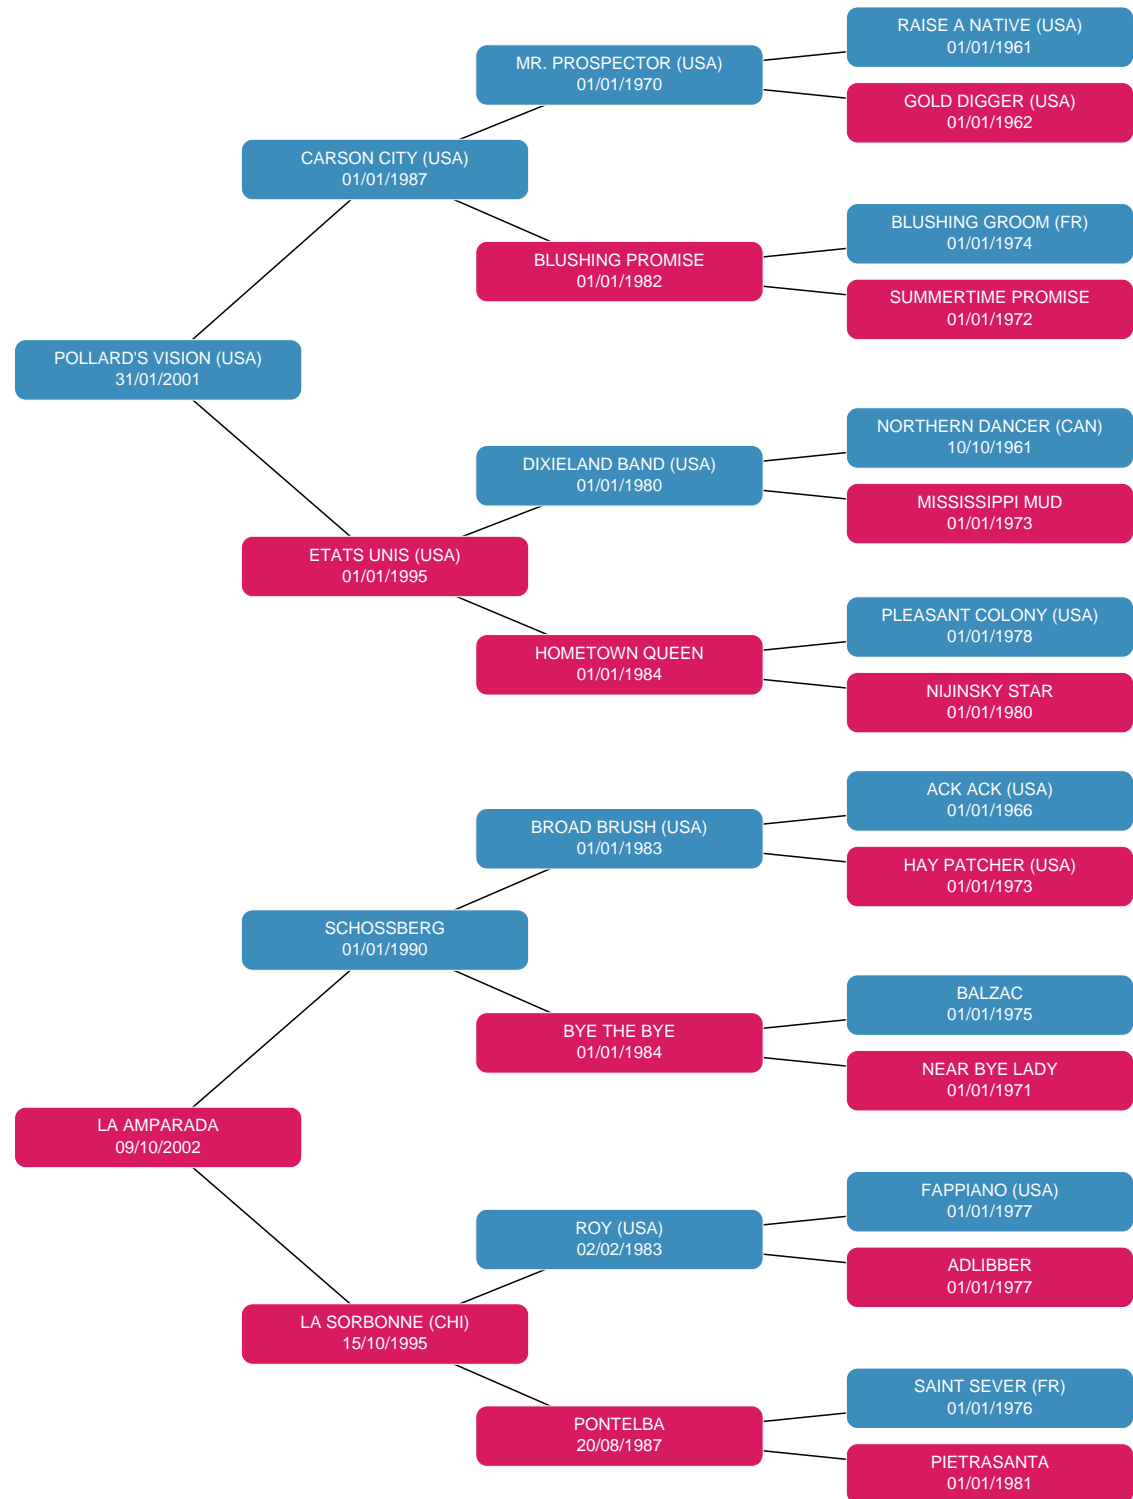 RAISE A NATIVE (USA)
01/01/1961
MR. PROSPECTOR (USA)
01/01/1970
GOLD DIGGER (USA)
01/01/1962
CARSON CITY (USA)
01/01/1987
BLUSHING GROOM (FR)
01/01/1974
BLUSHING PROMISE
01/01/1982
SUMMERTIME PROMISE
01/01/1972
POLLARD'S VISION (USA)
31/01/2001
NORTHERN DANCER (CAN)
10/10/1961
DIXIELAND BAND (USA)
01/01/1980
MISSISSIPPI MUD
01/01/1973
ETATS UNIS (USA)
01/01/1995
PLEASANT COLONY (USA)
01/01/1978
HOMETOWN QUEEN
01/01/1984
NIJINSKY STAR
01/01/1980
ACK ACK (USA)
01/01/1966
BROAD BRUSH (USA)
01/01/1983
HAY PATCHER (USA)
01/01/1973
SCHOSSBERG
01/01/1990
BALZAC
01/01/1975
BYE THE BYE
01/01/1984
NEAR BYE LADY
01/01/1971
LA AMPARADA
09/10/2002
FAPPIANO (USA)
01/01/1977
ROY (USA)
02/02/1983
ADLIBBER
01/01/1977
LA SORBONNE (CHI)
15/10/1995
SAINT SEVER (FR)
01/01/1976
PONTELBA
20/08/1987
PIETRASANTA
01/01/1981